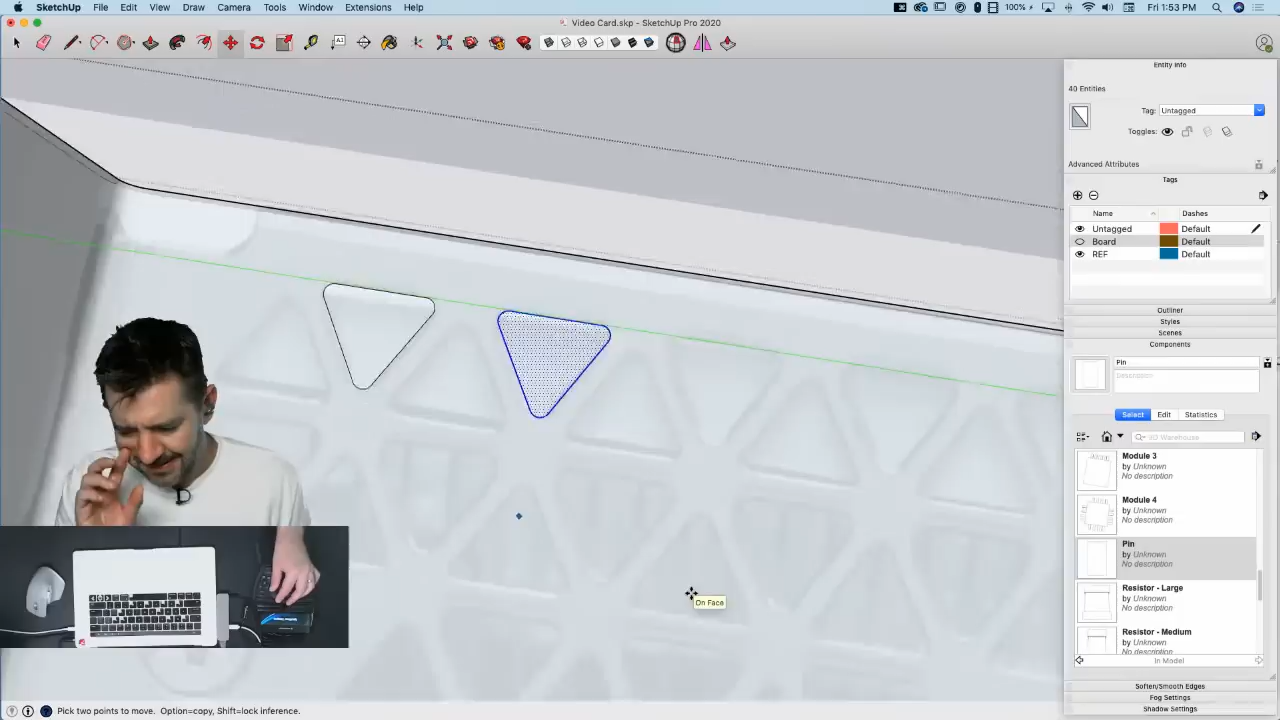 SketchUp File Edit View Draw Camera Tools Window Extensions Help
100% Fri 1:53 PM
Video Card.skp - SketchUp Pro 2020
Entity Info
40 Entities
Tag: Untagged
Toggles:
Advanced Attributes
Tags
Name Dashes
Untagged Default
Board Default
REF Default
Outliner
Styles
Scenes
Components
Pin
Description
Select Edit Statistics
3D Warehouse
Module 3
by Unknown
No description
Module 4
by Unknown
No description
Pin
by Unknown
No description
Resistor - Large
by Unknown
No description
Resistor - Medium
by Unknown
No description
In Model
Soften/Smooth Edges
Fog Settings
Shadow Settings
On Face
Pick two points to move. Option=copy, Shift=lock inference.